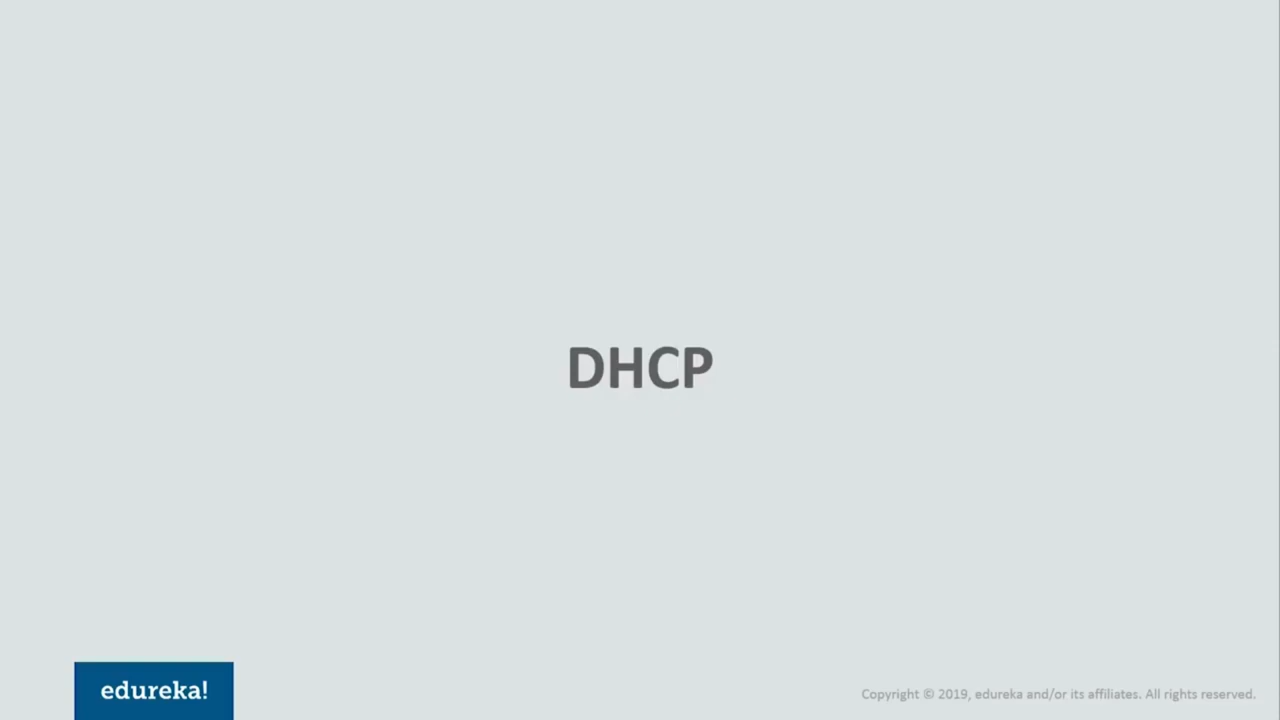 DHCP
edureka!
Copyright © 2019, edureka and/or its affiliates. All rights reserved.